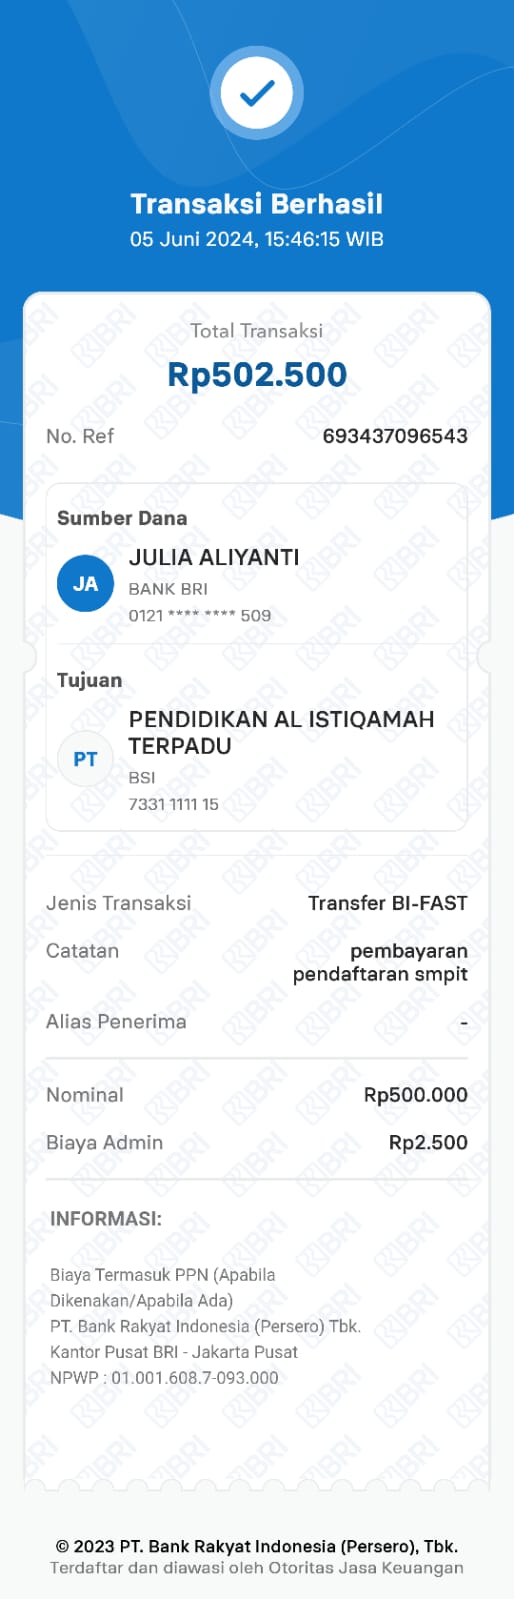 Transaksi Berhasil
05 Juni 2024, 15:46:15 WIB
Total Transaksi
Rp502.500
No. Ref 693437096543
Sumber Dana
JA
JULIA ALIYANTI
BANK BRI
0121 **** **** 509
Tujuan
PT
PENDIDIKAN AL ISTIQAMAH
TERPADU
BSI
7331 1111 15
Jenis Transaksi Transfer BI-FAST
Catatan pembayaran
pendaftaran smpit
Alias Penerima -
Nominal Rp500.000
Biaya Admin Rp2.500
INFORMASI:
Biaya Termasuk PPN (Apabila
Dikenakan/Apabila Ada)
PT. Bank Rakyat Indonesia (Persero) Tbk.
Kantor Pusat BRI - Jakarta Pusat
NPWP : 01.001.608.7-093.000
© 2023 PT. Bank Rakyat Indonesia (Persero), Tbk.
Terdaftar dan diawasi oleh Otoritas Jasa Keuangan